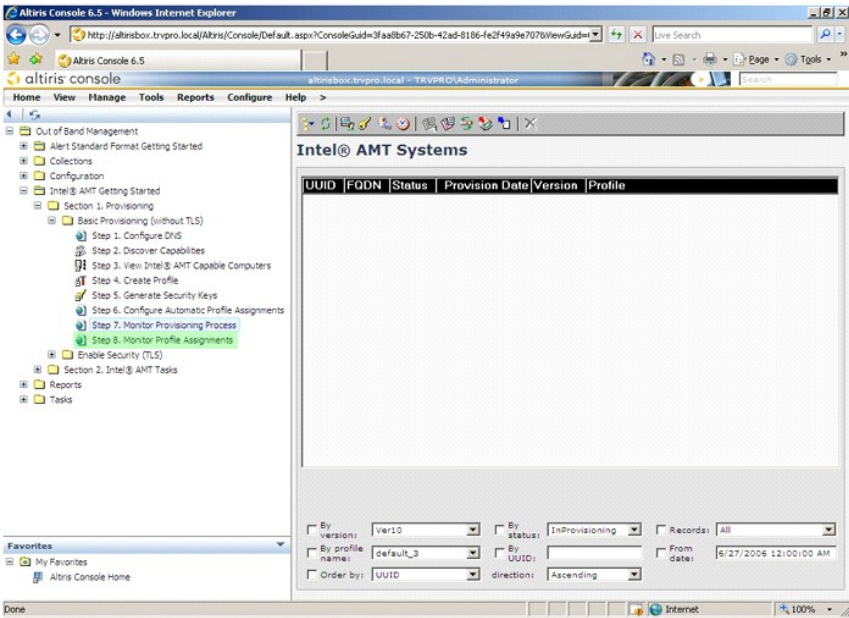 Altiris Console 6.5 - Windows Internet Explorer
http://altirisbox.trvpro.local/Altiris/Console/Default.aspx?ConsoleGuid=3faa8b67-250b-42ad-8186-fe2f49a9e707&ViewGuid=
Live Search
Altiris Console 6.5
Page
Tools
altiris console
altirisbox.trvpro.local - TRVPRO\Administrator
Search
Home View Manage Tools Reports Configure Help >
Out of Band Management
Alert Standard Format Getting Started
Collections
Configuration
Intel® AMT Getting Started
Section 1. Provisioning
Basic Provisioning (without TLS)
Step 1. Configure DNS
Step 2. Discover Capabilities
Step 3. View Intel® AMT Capable Computers
Step 4. Create Profile
Step 5. Generate Security Keys
Step 6. Configure Automatic Profile Assignments
Step 7. Monitor Provisioning Process
Step 8. Monitor Profile Assignments
Enable Security (TLS)
Section 2. Intel® AMT Tasks
Reports
Tasks
Intel® AMT Systems
UUID FQDN Status Provision Date Version Profile
By version: Ver10 By status: InProvisioning Records: All
By profile name: default_3 By UUID: From date: 6/27/2006 12:00:00 AM
Order by: UUID direction: Ascending
Favorites
My Favorites
Altiris Console Home
Done
Internet
100%